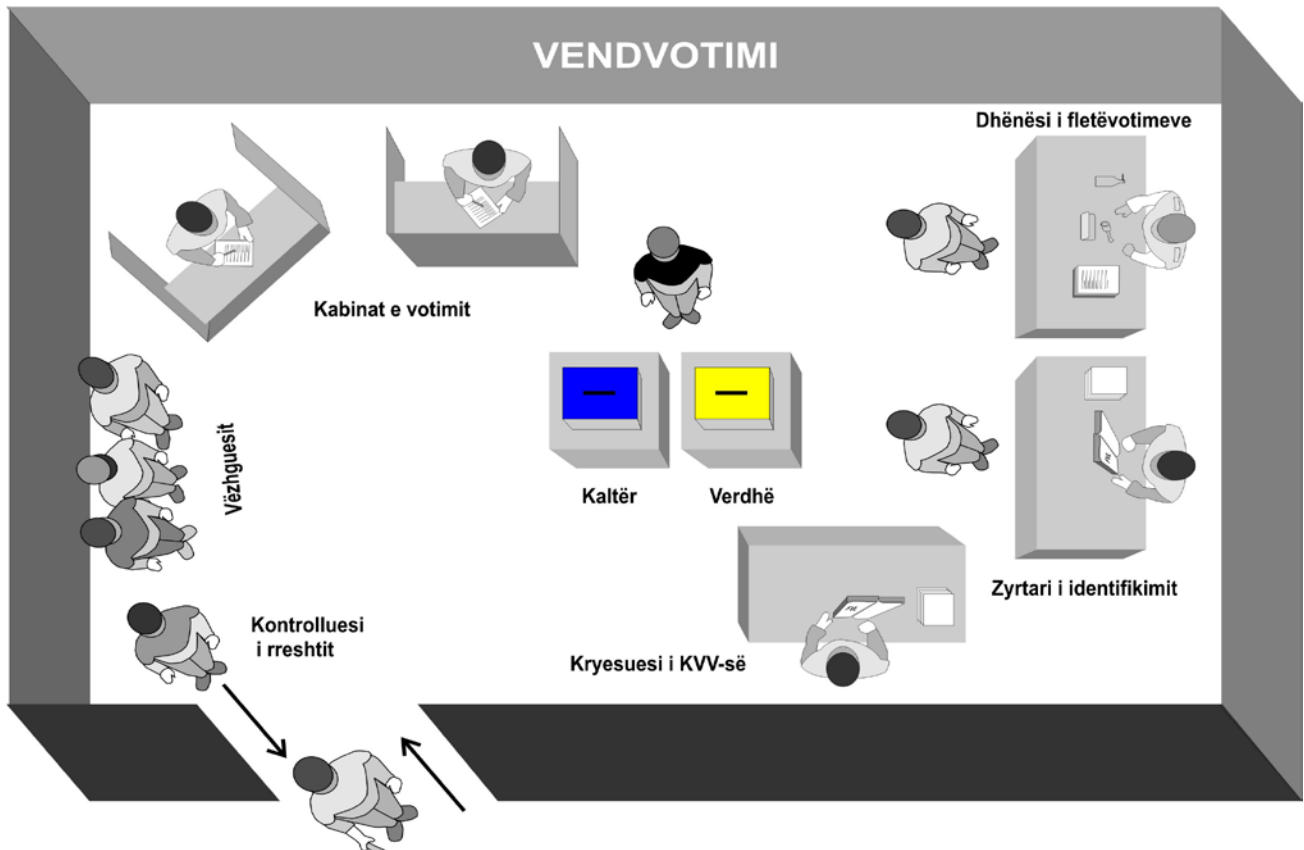 VENDVOTIMI
Dhënësi i fletëvotimeve
Kabinat e votimit
Vëzhguesit
Kaltër
Verdhë
Zyrtari i identifikimit
Kontrolluesi
i rreshtit
Kryesuesi i KVV-së